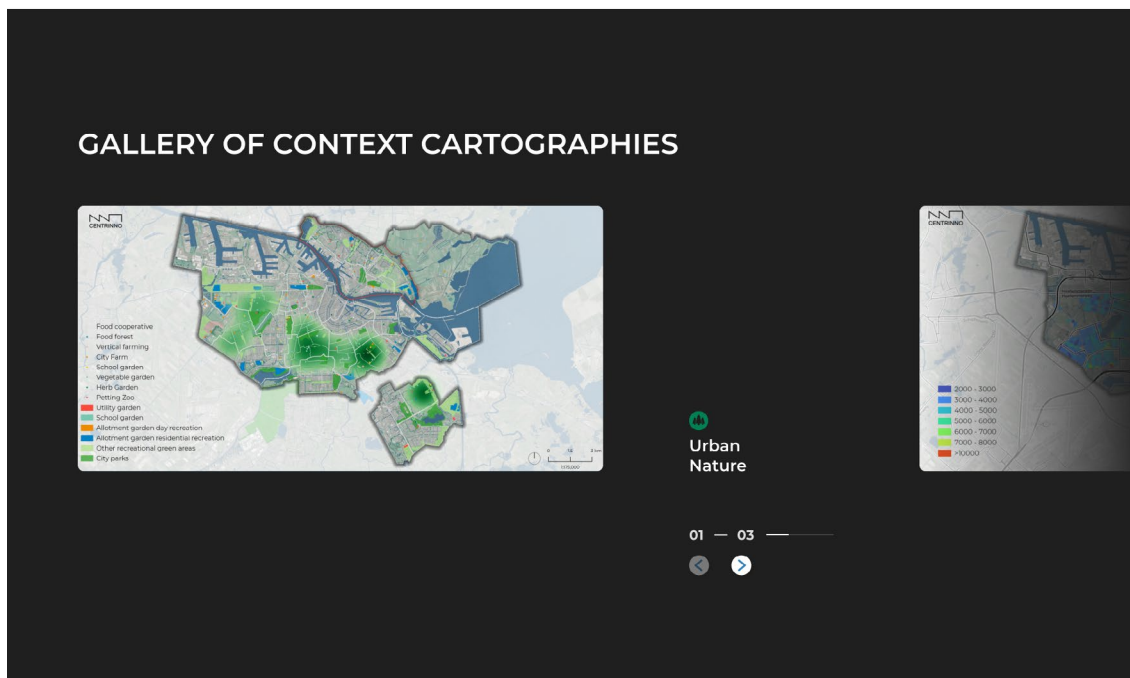 GALLERY OF CONTEXT CARTOGRAPHIES
CENTRINNO
Food cooperative
Food forest
Vertical farming
City Farm
School garden
Vegetable garden
Herb Garden
Petting Zoo
Utility garden
School garden
Allotment garden day recreation
Allotment garden residential recreation
Other recreational green areas
City parks
Urban
Nature
01 — 03
CENTRINNO
2000 - 3000
3000 - 4000
4000 - 5000
5000 - 6000
6000 - 7000
7000 - 8000
>10000